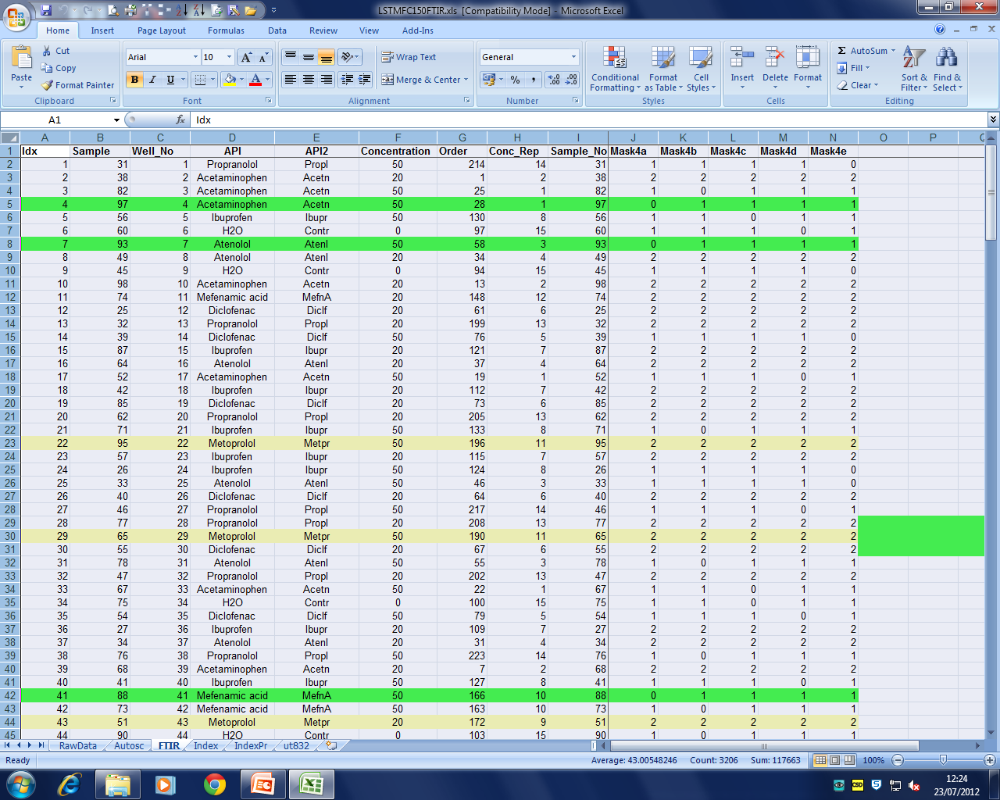 LSTMFC150FTIR.xls [Compatibility Mode] - Microsoft Excel
Home Insert Page Layout Formulas Data Review View Add-Ins
Paste Cut Copy Format Painter Clipboard
Arial 10 B I U Font
Wrap Text Merge & Center Alignment
General % , Number
Conditional Formatting Format as Table Cell Styles Styles
Insert Delete Format Cells
Σ AutoSum Fill Clear Sort & Filter Find & Select Editing
A1 fx Idx
A B C D E F G H I J K L M N O P Q
1 Idx Sample Well_No API API2 Concentration Order Conc_Rep Sample_No Mask4a Mask4b Mask4c Mask4d Mask4e
2 1 31 1 Propranolol Propl 50 214 14 31 1 1 1 1 0
3 2 38 2 Acetaminophen Acetn 20 1 2 38 2 2 2 2 2
4 3 82 3 Acetaminophen Acetn 50 25 1 82 1 0 1 1 1
5 4 97 4 Acetaminophen Acetn 50 28 1 97 0 1 1 1 1
6 5 56 5 Ibuprofen Ibupr 50 130 8 56 1 1 0 1 1
7 6 60 6 H2O Contr 0 97 15 60 1 1 1 0 1
8 7 93 7 Atenolol Atenl 50 58 3 93 0 1 1 1 1
9 8 49 8 Atenolol Atenl 20 34 4 49 2 2 2 2 2
10 9 45 9 H2O Contr 0 94 15 45 1 1 1 1 0
11 10 98 10 Acetaminophen Acetn 20 13 2 98 2 2 2 2 2
12 11 74 11 Mefenamic acid MefnA 20 148 12 74 2 2 2 2 2
13 12 25 12 Diclofenac Diclf 20 61 6 25 2 2 2 2 2
14 13 32 13 Propranolol Propl 20 199 13 32 2 2 2 2 2
15 14 39 14 Diclofenac Diclf 50 76 5 39 1 1 1 1 0
16 15 87 15 Ibuprofen Ibupr 20 121 7 87 2 2 2 2 2
17 16 64 16 Atenolol Atenl 20 37 4 64 2 2 2 2 2
18 17 52 17 Acetaminophen Acetn 50 19 1 52 1 1 1 0 1
19 18 42 18 Ibuprofen Ibupr 20 112 7 42 2 2 2 2 2
20 19 85 19 Diclofenac Diclf 20 73 6 85 2 2 2 2 2
21 20 62 20 Propranolol Propl 20 205 13 62 2 2 2 2 2
22 21 71 21 Ibuprofen Ibupr 50 133 8 71 1 0 1 1 1
23 22 95 22 Metoprolol Metpr 50 196 11 95 2 2 2 2 2
24 23 57 23 Ibuprofen Ibupr 20 115 7 57 2 2 2 2 2
25 24 26 24 Ibuprofen Ibupr 50 124 8 26 1 1 1 1 0
26 25 33 25 Atenolol Atenl 50 46 3 33 1 1 1 1 0
27 26 40 26 Diclofenac Diclf 20 64 6 40 2 2 2 2 2
28 27 46 27 Propranolol Propl 50 217 14 46 1 1 1 0 1
29 28 77 28 Propranolol Propl 20 208 13 77 2 2 2 2 2
30 29 65 29 Metoprolol Metpr 50 190 11 65 2 2 2 2 2
31 30 55 30 Diclofenac Diclf 20 67 6 55 2 2 2 2 2
32 31 78 31 Atenolol Atenl 50 55 3 78 1 0 1 1 1
33 32 47 32 Propranolol Propl 20 202 13 47 2 2 2 2 2
34 33 67 33 Acetaminophen Acetn 50 22 1 67 1 1 0 1 1
35 34 75 34 H2O Contr 0 100 15 75 1 1 0 1 1
36 35 54 35 Diclofenac Diclf 50 79 5 54 1 1 1 0 1
37 36 27 36 Ibuprofen Ibupr 20 109 7 27 2 2 2 2 2
38 37 34 37 Atenolol Atenl 20 31 4 34 2 2 2 2 2
39 38 76 38 Propranolol Propl 50 223 14 76 1 0 1 1 1
40 39 68 39 Acetaminophen Acetn 20 7 2 68 2 2 2 2 2
41 40 41 40 Ibuprofen Ibupr 50 127 8 41 1 1 1 0 1
42 41 88 41 Mefenamic acid MefnA 50 166 10 88 0 1 1 1 1
43 42 73 42 Mefenamic acid MefnA 50 163 10 73 1 0 1 1 1
44 43 51 43 Metoprolol Metpr 20 172 9 51 2 2 2 2 2
45 44 90 44 H2O Contr 0 103 15 90 1 0 1 1 1
RawData Autosc FTIR Index IndexPr ut832
Ready Average: 43.00548246 Count: 3206 Sum: 117663 100%
CSD 12:24
23/07/2012